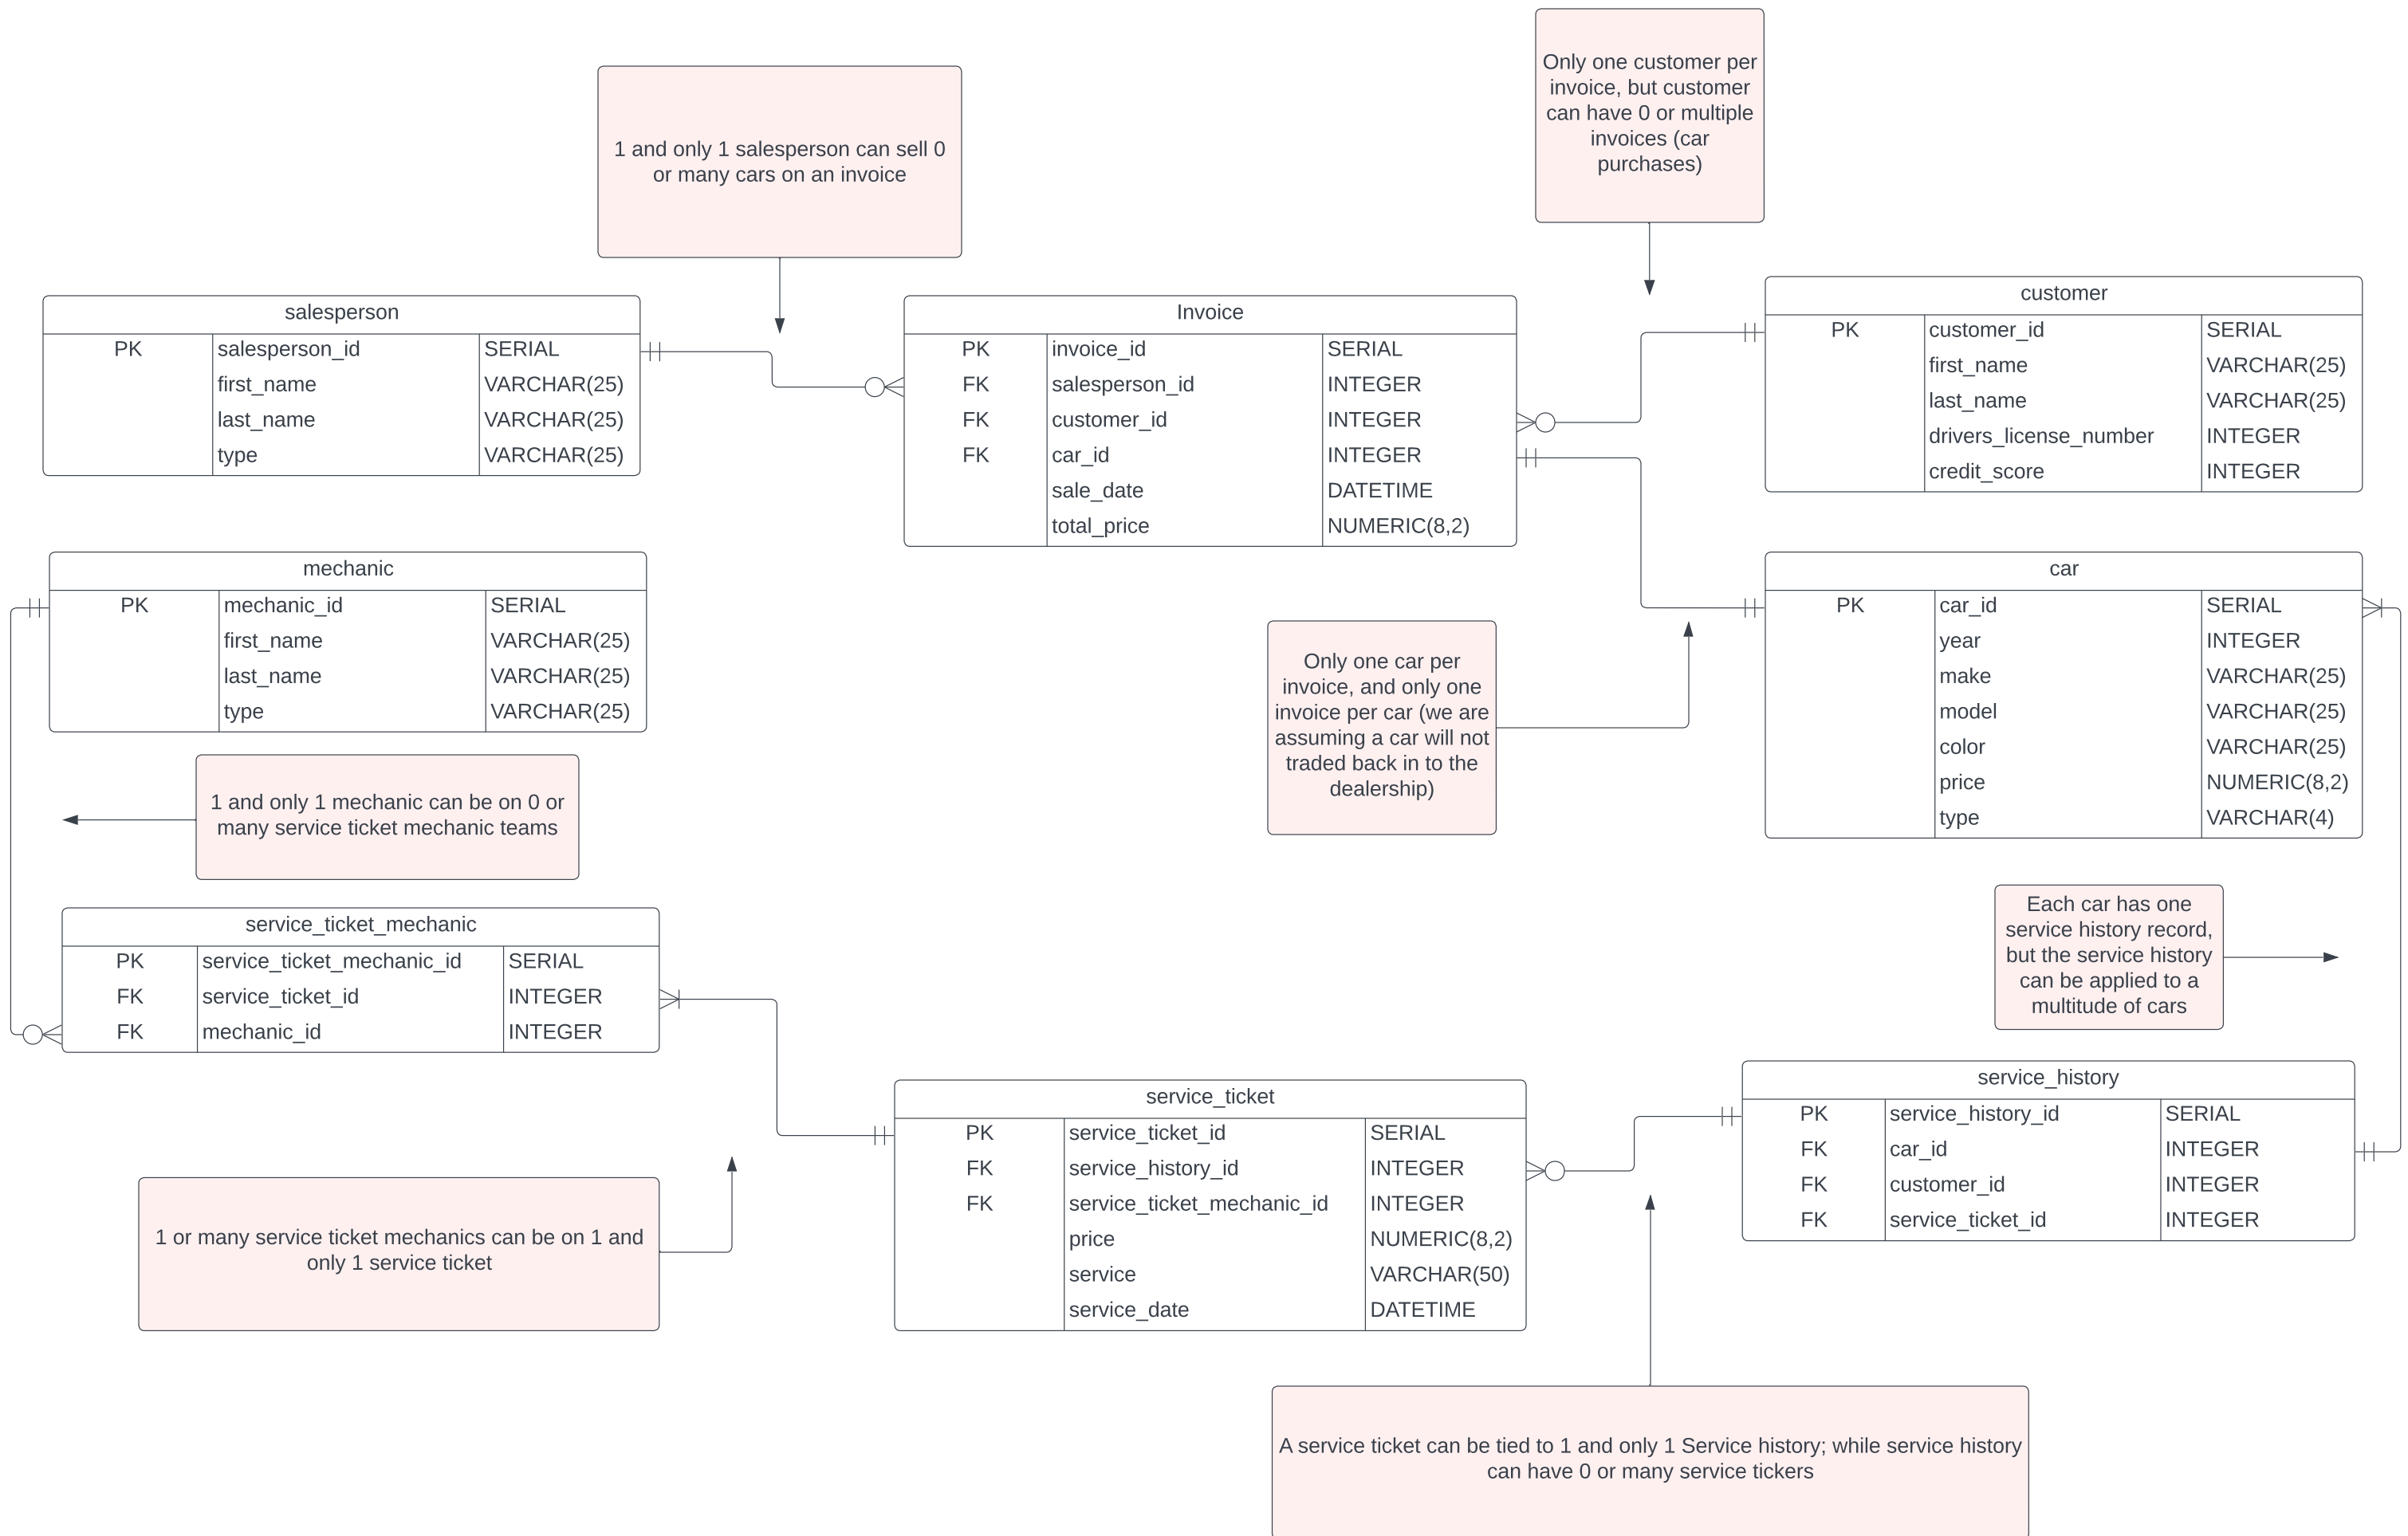 Only one customer per
invoice, but customer
can have 0 or multiple
invoices (car
purchases)
1 and only 1 salesperson can sell 0
or many cars on an invoice
salesperson
PK salesperson_id SERIAL
first_name VARCHAR(25)
last_name VARCHAR(25)
type VARCHAR(25)
Invoice
PK invoice_id SERIAL
FK salesperson_id INTEGER
FK customer_id INTEGER
FK car_id INTEGER
sale_date DATETIME
total_price NUMERIC(8,2)
customer
PK customer_id SERIAL
first_name VARCHAR(25)
last_name VARCHAR(25)
drivers_license_number INTEGER
credit_score INTEGER
mechanic
PK mechanic_id SERIAL
first_name VARCHAR(25)
last_name VARCHAR(25)
type VARCHAR(25)
Only one car per
invoice, and only one
invoice per car (we are
assuming a car will not
traded back in to the
dealership)
car
PK car_id SERIAL
year INTEGER
make VARCHAR(25)
model VARCHAR(25)
color VARCHAR(25)
price NUMERIC(8,2)
type VARCHAR(4)
1 and only 1 mechanic can be on 0 or
many service ticket mechanic teams
Each car has one
service history record,
but the service history
can be applied to a
multitude of cars
service_ticket_mechanic
PK service_ticket_mechanic_id SERIAL
FK service_ticket_id INTEGER
FK mechanic_id INTEGER
service_ticket
PK service_ticket_id SERIAL
FK service_history_id INTEGER
FK service_ticket_mechanic_id INTEGER
price NUMERIC(8,2)
service VARCHAR(50)
service_date DATETIME
service_history
PK service_history_id SERIAL
FK car_id INTEGER
FK customer_id INTEGER
FK service_ticket_id INTEGER
1 or many service ticket mechanics can be on 1 and
only 1 service ticket
A service ticket can be tied to 1 and only 1 Service history; while service history
can have 0 or many service tickers